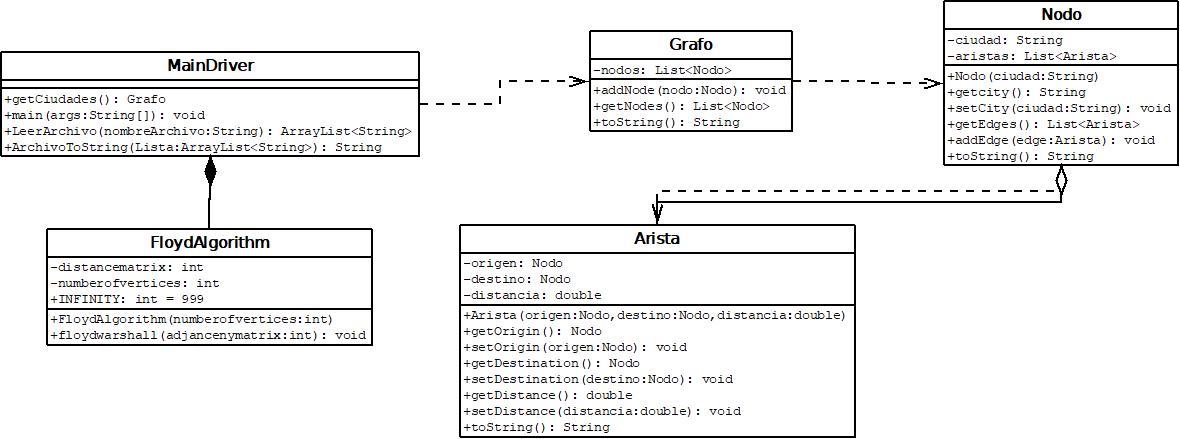 MainDriver
+getCiudades(): Grafo
+main(args:String[]): void
+LeerArchivo(nombreArchivo:String): ArrayList<String>
+ArchivoToString(Lista:ArrayList<String>): String
Grafo
-nodos: List<Nodo>
+addNode(nodo:Nodo): void
+getNodes(): List<Nodo>
+toString(): String
Nodo
-ciudad: String
-aristas: List<Arista>
+Nodo(ciudad:String)
+getcity(): String
+setCity(ciudad:String): void
+getEdges(): List<Arista>
+addEdge(edge:Arista): void
+toString(): String
FloydAlgorithm
-distancematrix: int
-numberofvertices: int
+INFINITY: int = 999
+FloydAlgorithm(numberofvertices:int)
+floydwarshall(adjancenymatrix:int): void
Arista
-origen: Nodo
-destino: Nodo
-distancia: double
+Arista(origen:Nodo,destino:Nodo,distancia:double)
+getOrigin(): Nodo
+setOrigin(origen:Nodo): void
+getDestination(): Nodo
+setDestination(destino:Nodo): void
+getDistance(): double
+setDistance(distancia:double): void
+toString(): String